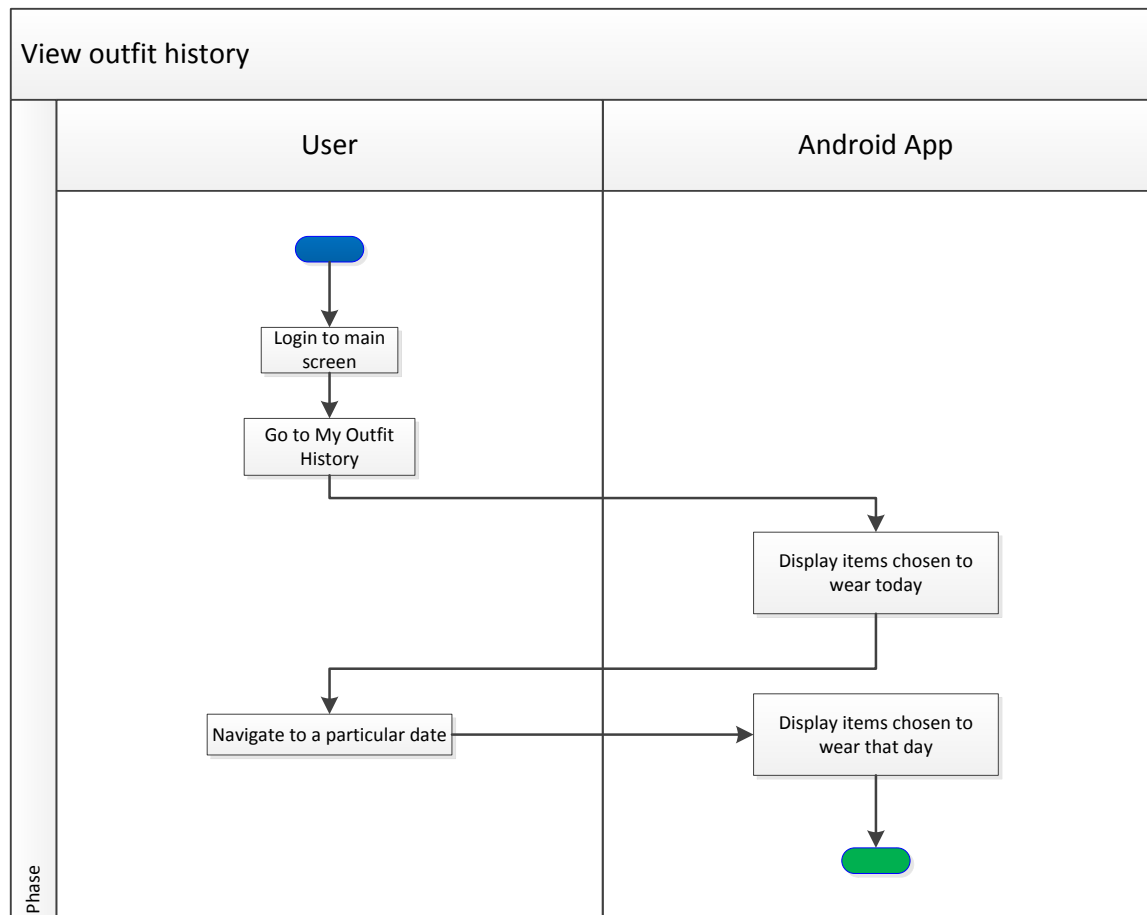 View outfit history
User
Android App
Login to main
screen
Go to My Outfit
History
Display items chosen to
wear today
Navigate to a particular date
Display items chosen to
wear that day
Phase